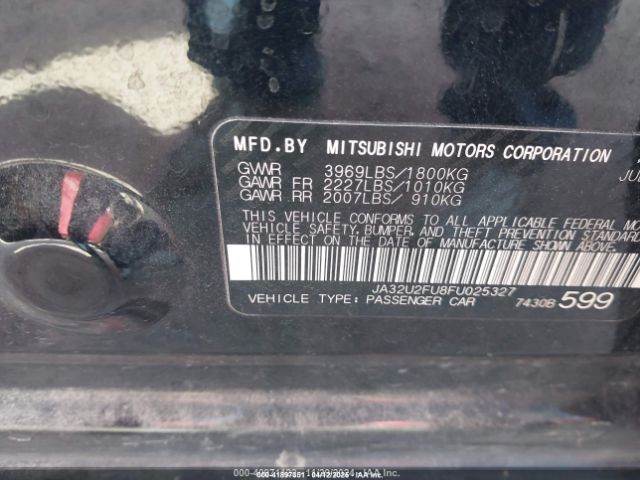 MFD.BY MITSUBISHI MOTORS CORPORATION
GVWR 3969LBS/1800KG
GAWR FR 2227LBS/1010KG
GAWR RR 2007LBS/ 910KG
THIS VEHICLE CONFORMS TO ALL APPLICABLE FEDERAL MO
VEHICLE SAFETY, BUMPER, AND THEFT PREVENTION STANDARDS
IN EFFECT ON THE DATE OF MANUFACTURE SHOWN ABOVE.
JA32U2FU8FU025327
VEHICLE TYPE: PASSENGER CAR 7430B 599